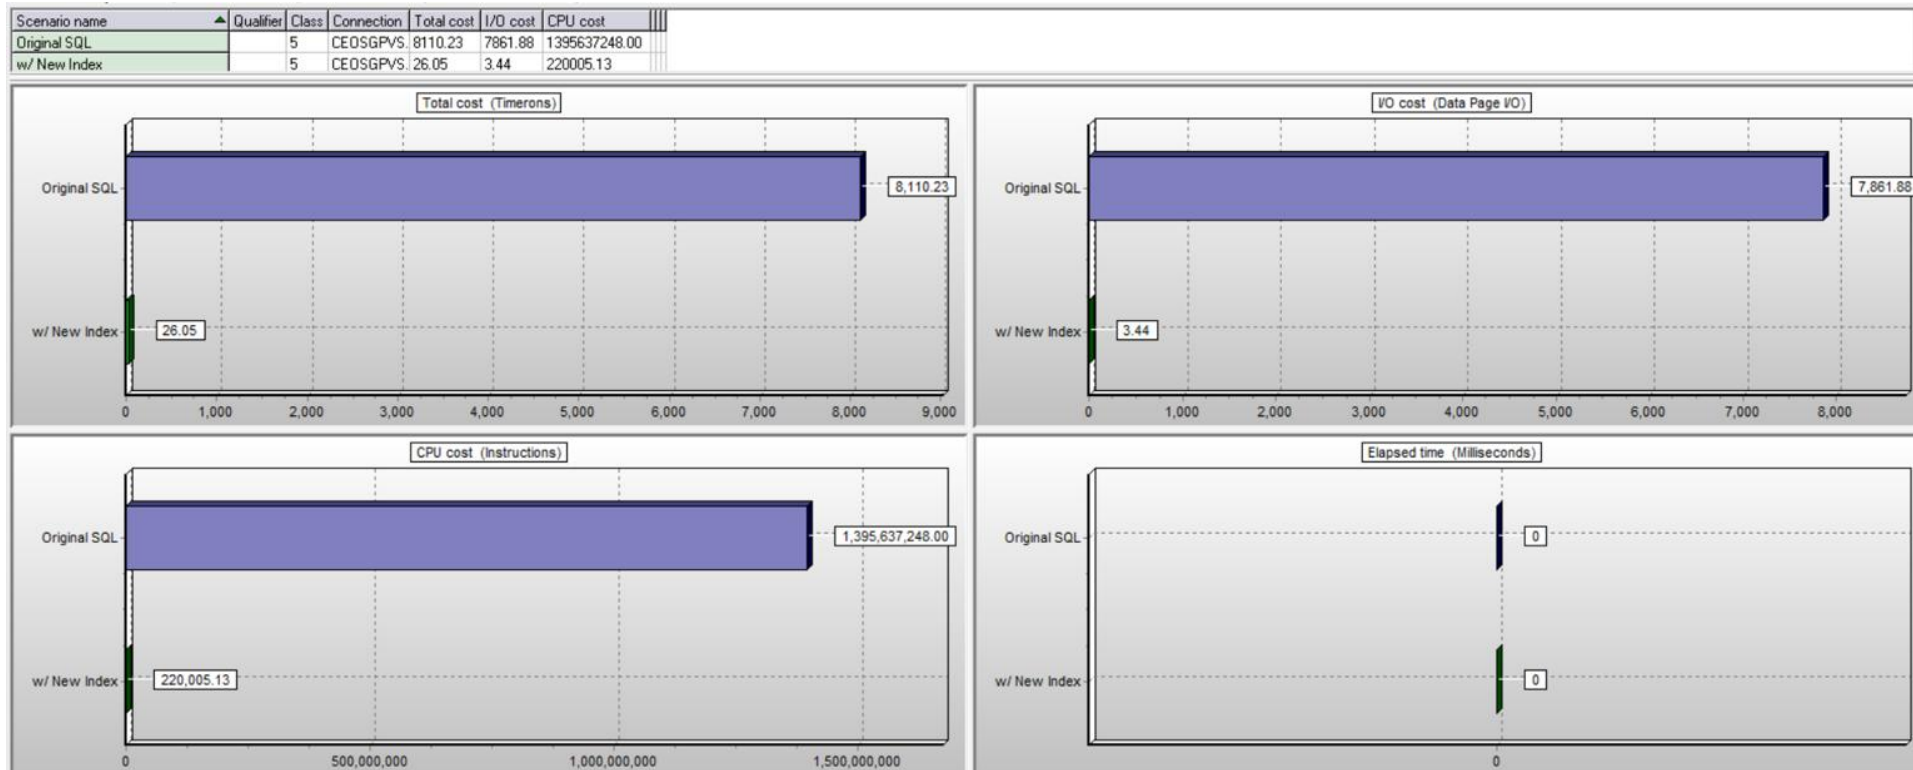 Scenario name Qualifier Class Connection Total cost I/O cost CPU cost
Original SQL 5 CEOSGPVS. 8110.23 7861.88 1395637248.00
w/ New Index 5 CEOSGPVS. 26.05 3.44 220005.13
Total cost (Timerons)
Original SQL 8,110.23
w/ New Index 26.05
0 1,000 2,000 3,000 4,000 5,000 6,000 7,000 8,000 9,000
I/O cost (Data Page I/O)
Original SQL 7,861.88
w/ New Index 3.44
0 1,000 2,000 3,000 4,000 5,000 6,000 7,000 8,000
CPU cost (Instructions)
Original SQL 1,395,637,248.00
w/ New Index 220,005.13
0 500,000,000 1,000,000,000 1,500,000,000
Elapsed time (Milliseconds)
Original SQL 0
w/ New Index 0
0